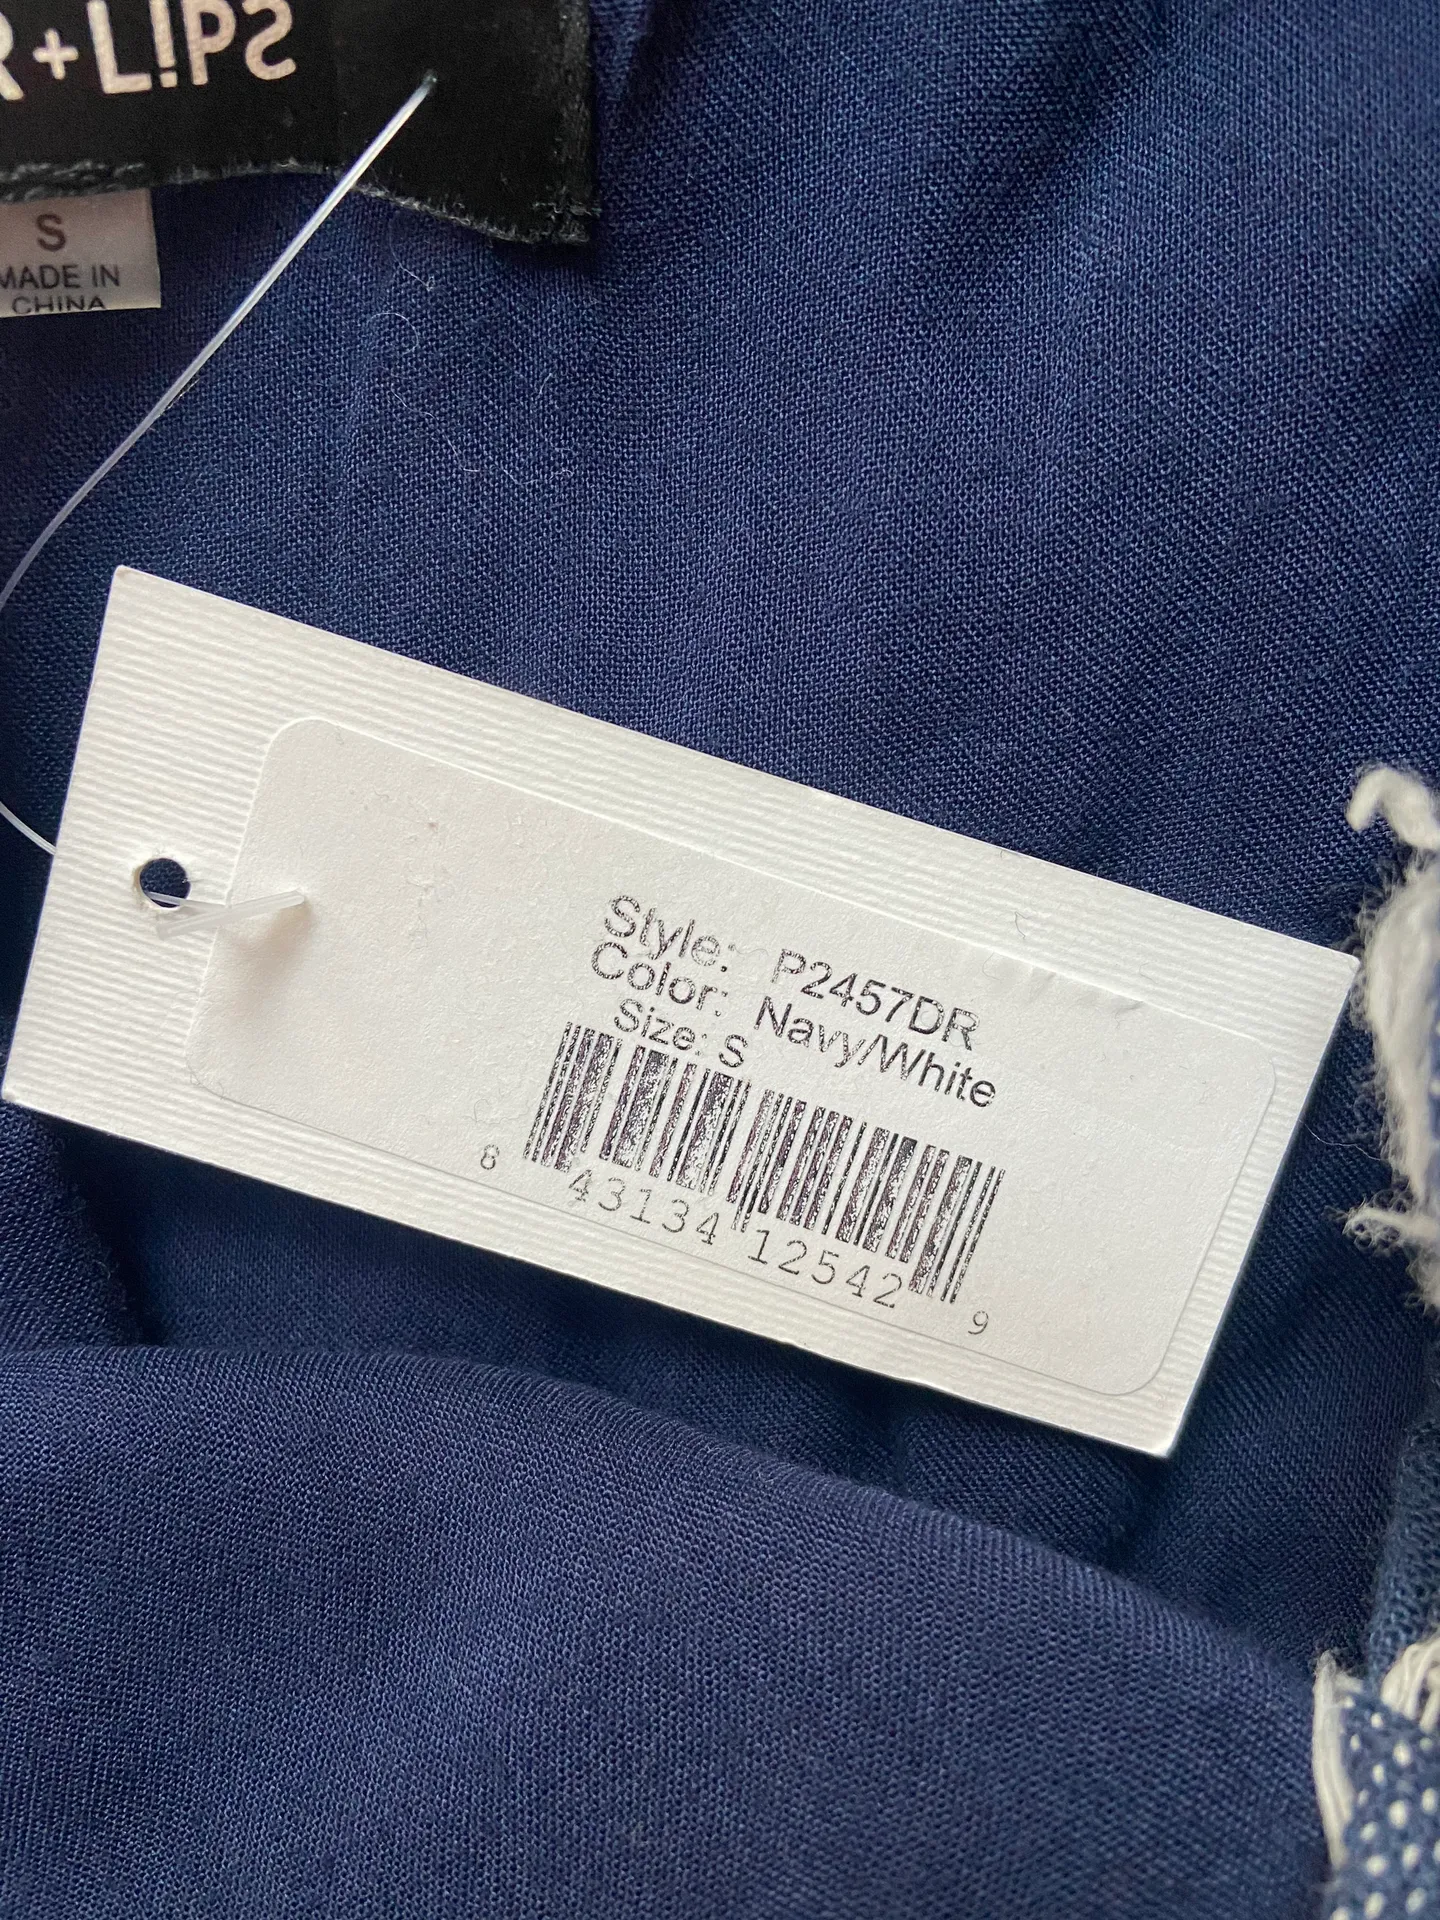 R+L!PS
S
MADE IN
CHINA
Style: P2457DR
Color: Navy/White
Size: S
8 43134 12542 9